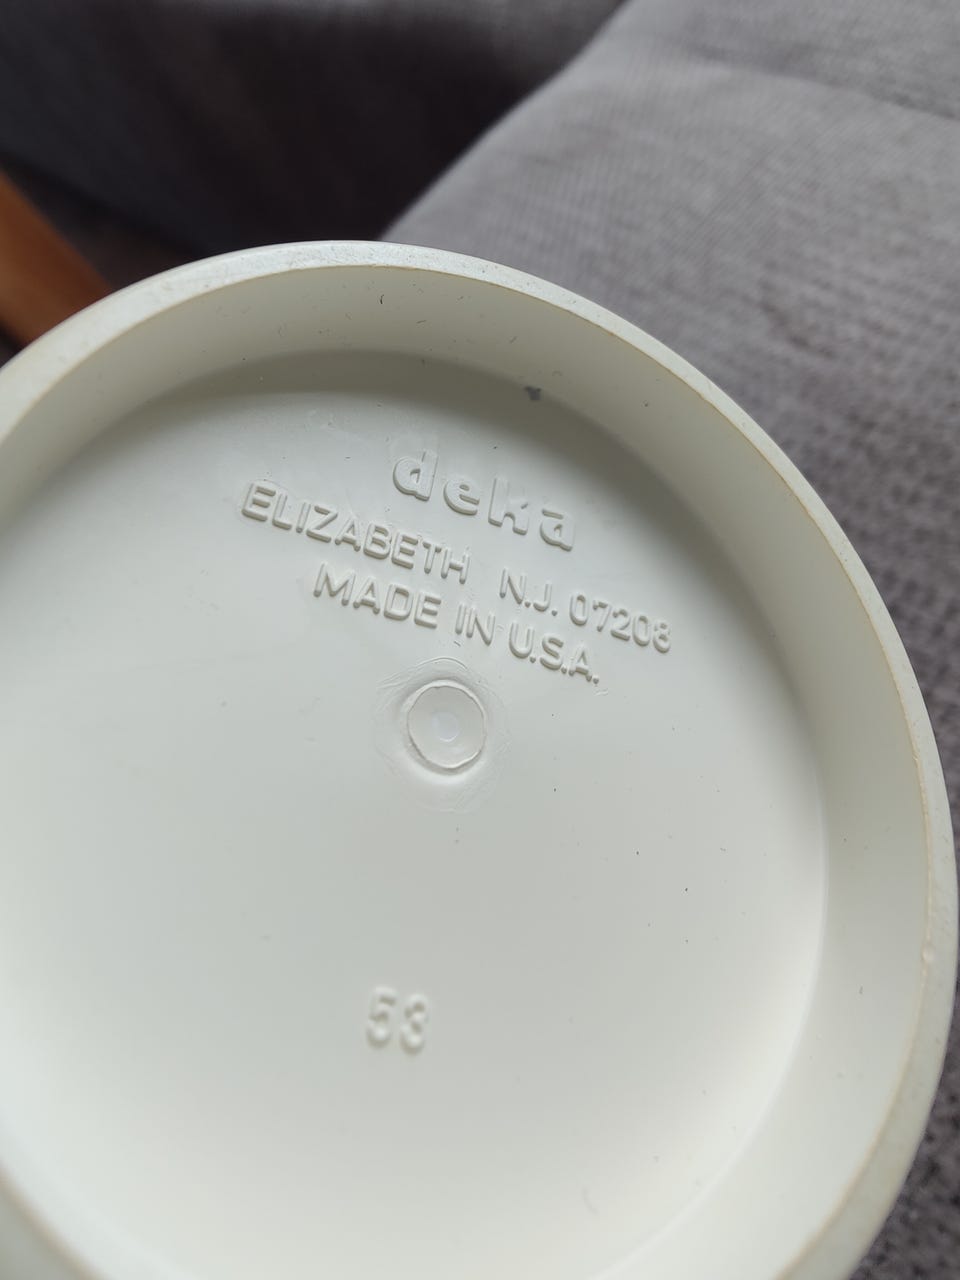 deka
ELIZABETH N.J. 07208
MADE IN U.S.A.
53